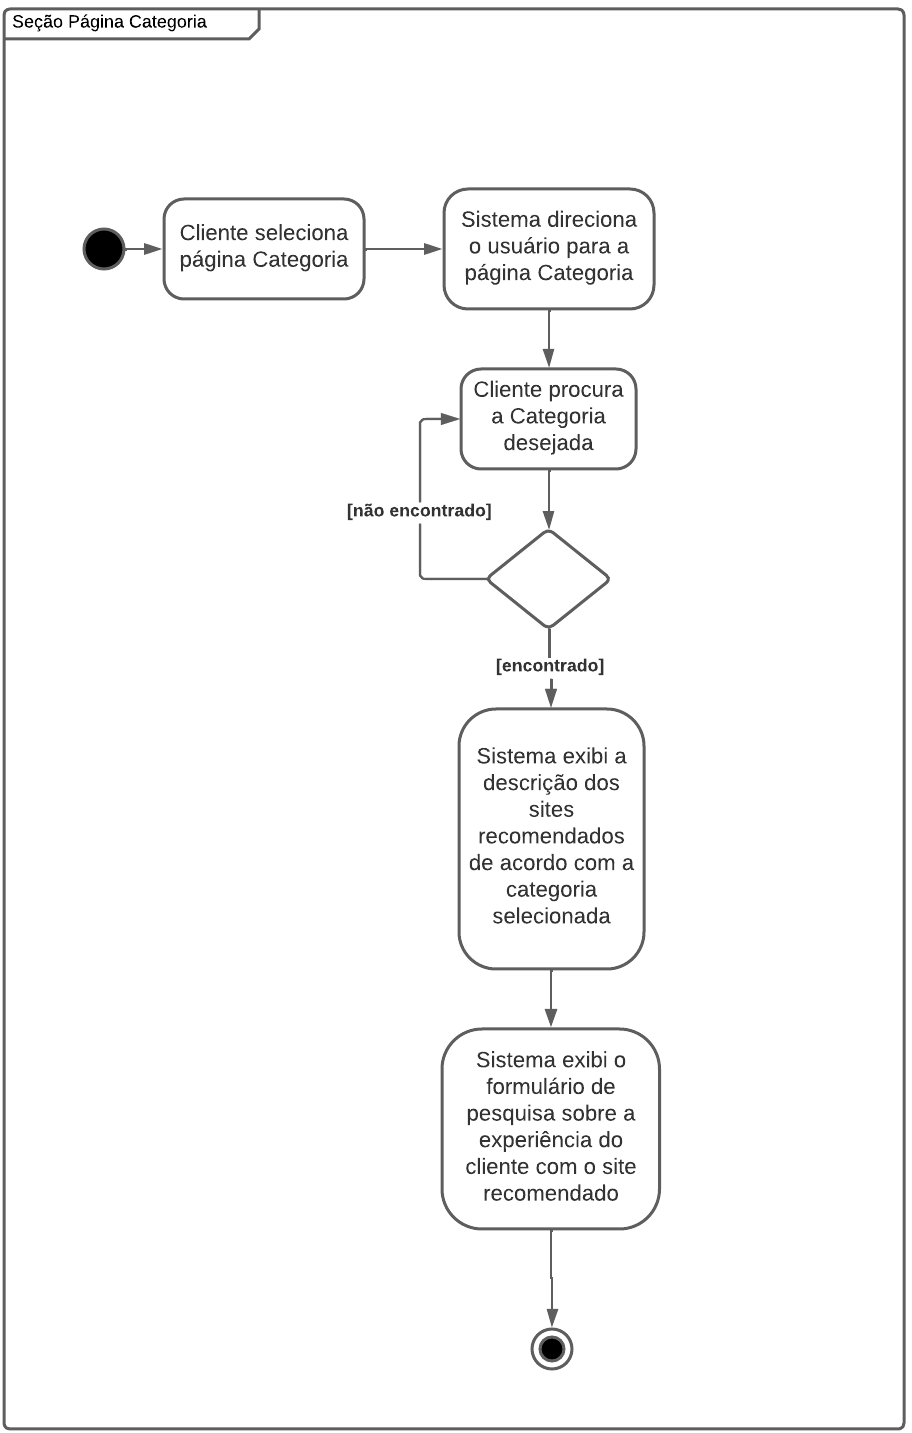 Seção Página Categoria
Cliente seleciona
página Categoria
Sistema direciona
o usuário para a
página Categoria
Cliente procura
a Categoria
desejada
[não encontrado]
[encontrado]
Sistema exibi a
descrição dos
sites
recomendados
de acordo com a
categoria
selecionada
Sistema exibi o
formulário de
pesquisa sobre a
experiência do
cliente com o site
recomendado